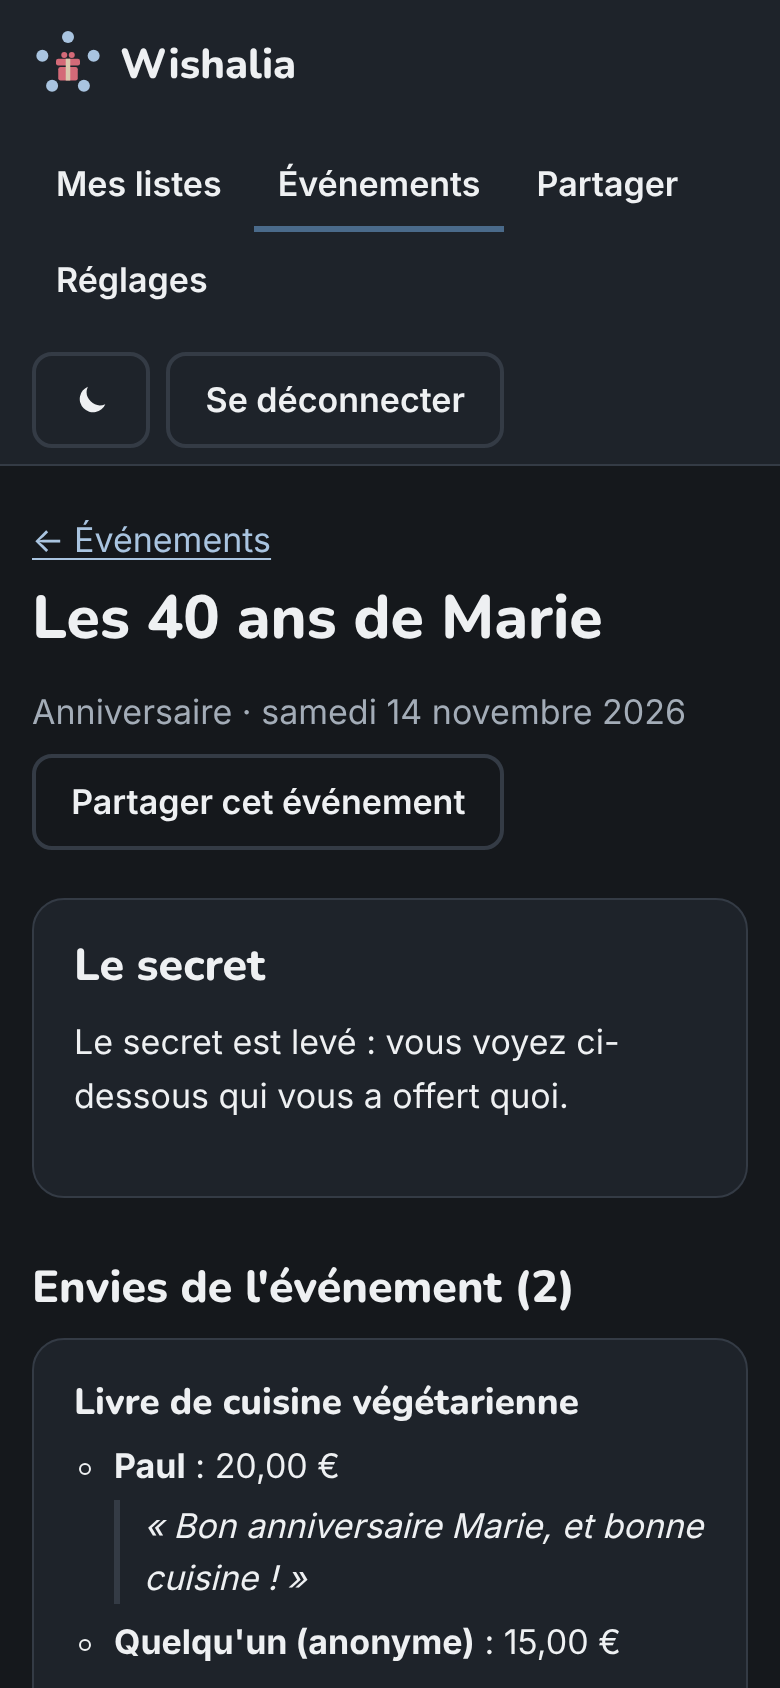 Wishalia
Mes listes Événements Partager
Réglages
Se déconnecter
← Événements
Les 40 ans de Marie
Anniversaire · samedi 14 novembre 2026
Partager cet événement
Le secret
Le secret est levé : vous voyez ci-
dessous qui vous a offert quoi.
Envies de l'événement (2)
Livre de cuisine végétarienne
Paul : 20,00 €
« Bon anniversaire Marie, et bonne
cuisine ! »
Quelqu'un (anonyme) : 15,00 €